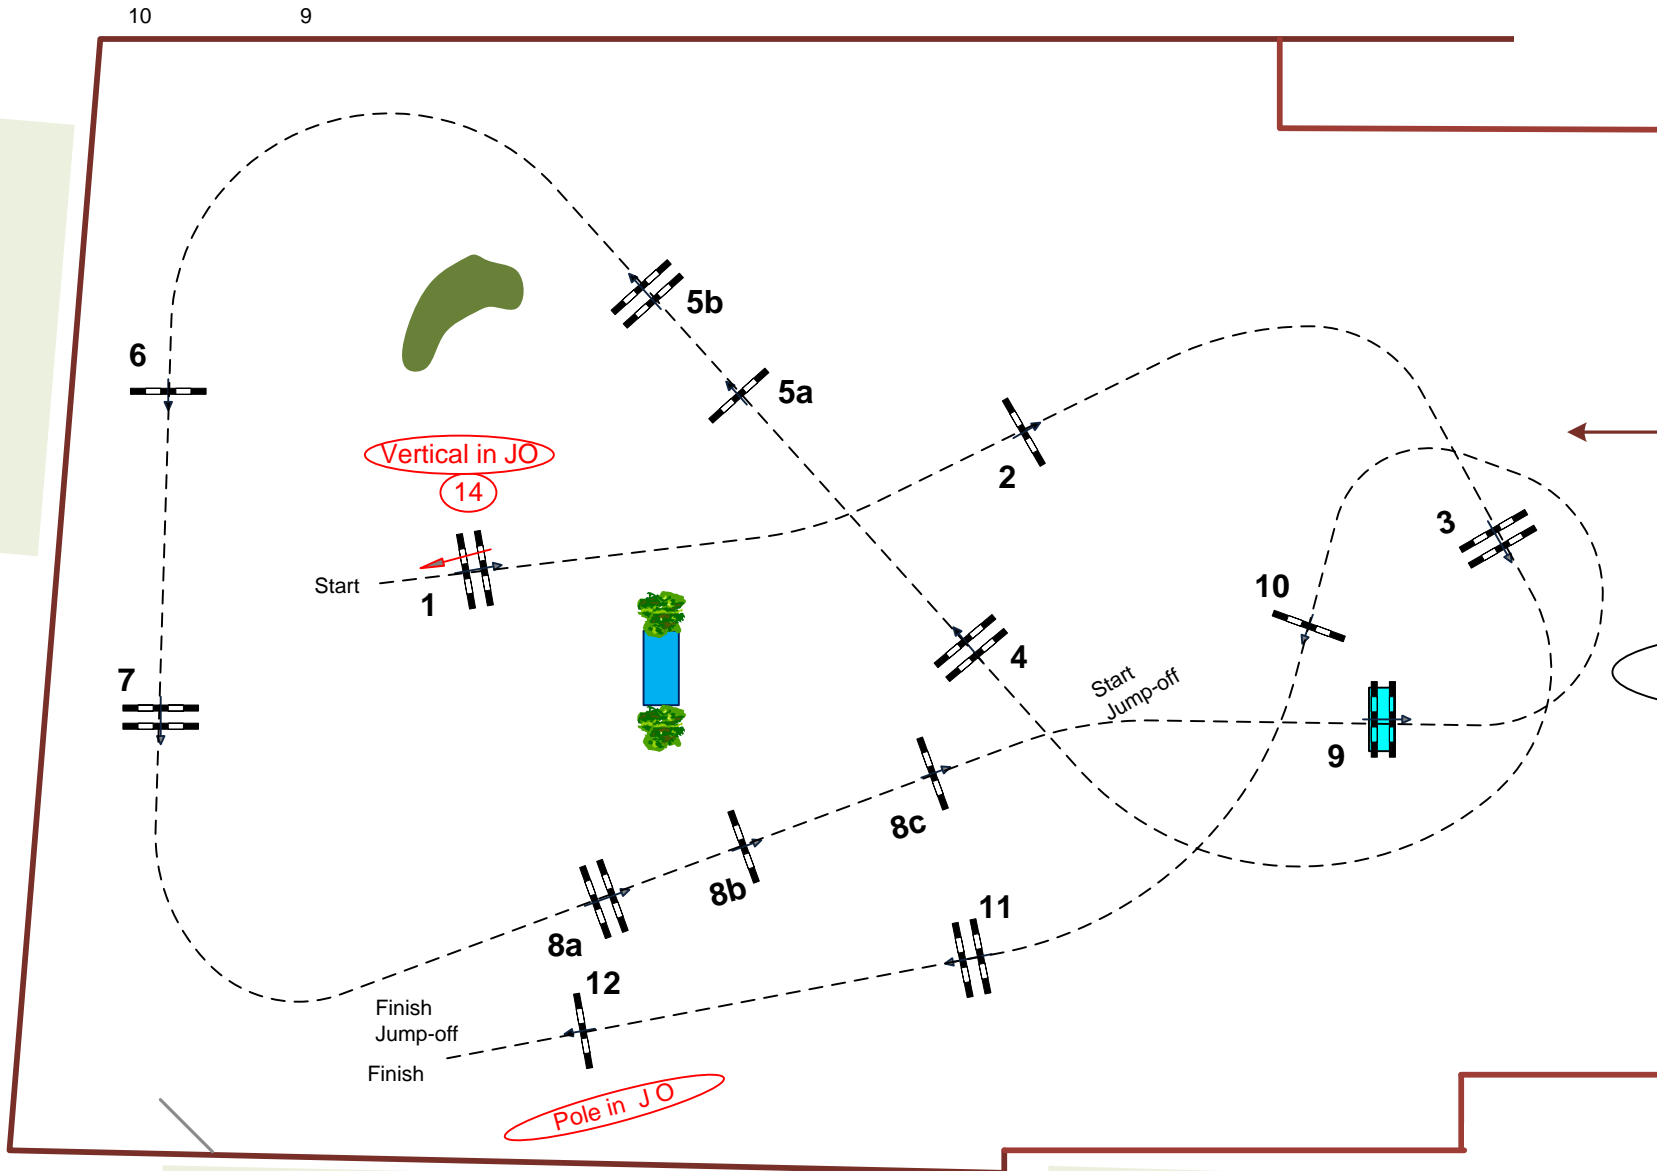 10
9
5b
6
5a
Vertical in JO
14
2
3
Start
1
10
4
7
Start
Jump-off
9
8c
8b
11
8a
12
Finish
Jump-off
Finish
Pole in J O